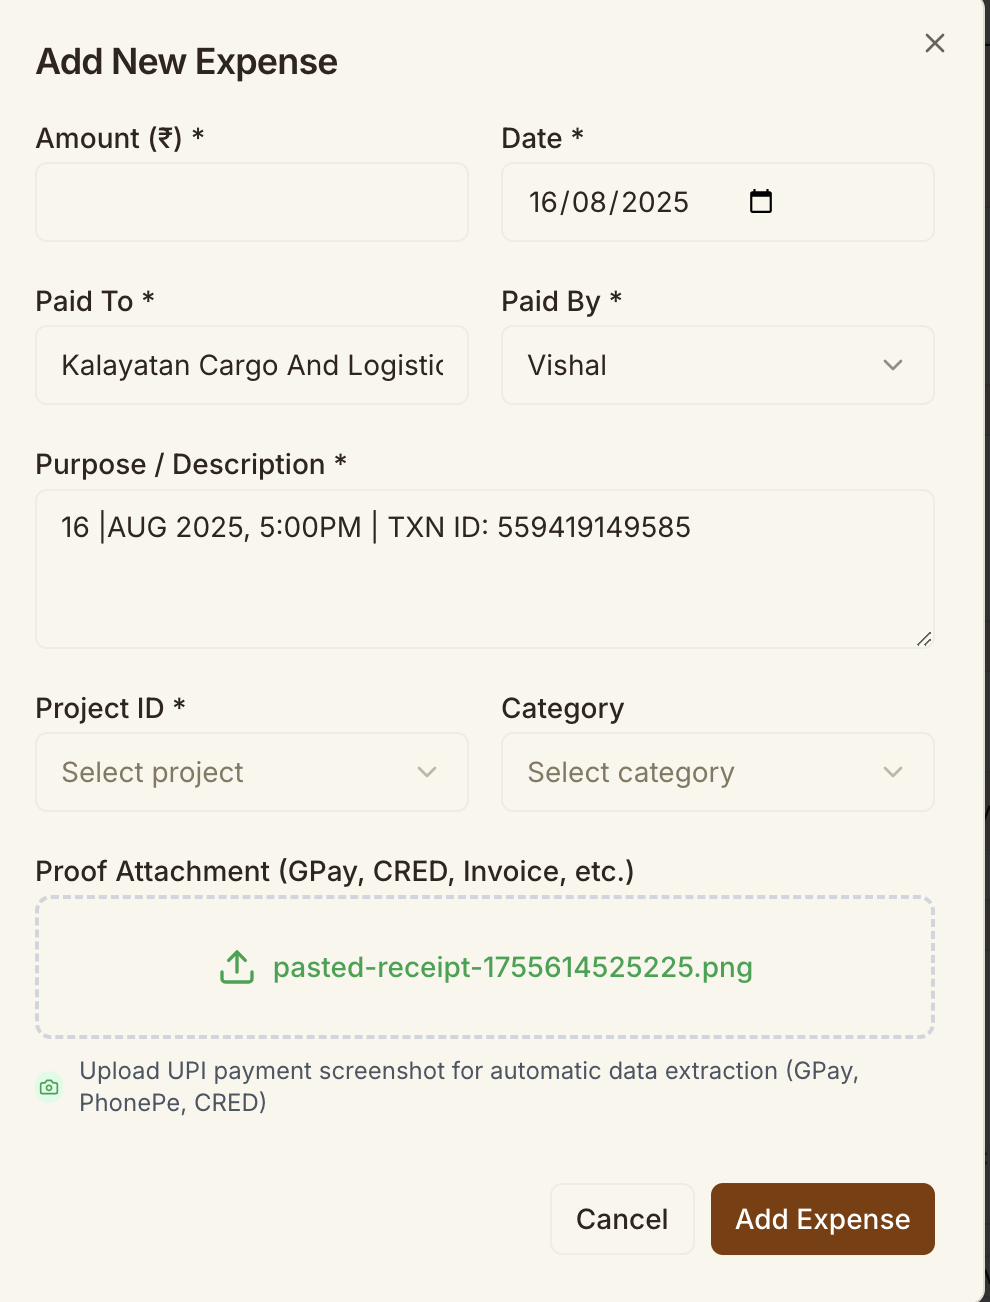 Add New Expense
Amount (₹) *
Date *
16/08/2025
Paid To *
Paid By *
Kalayatan Cargo And Logistic
Vishal
Purpose / Description *
16 |AUG 2025, 5:00PM | TXN ID: 559419149585
Project ID *
Category
Select project
Select category
Proof Attachment (GPay, CRED, Invoice, etc.)
pasted-receipt-1755614525225.png
Upload UPI payment screenshot for automatic data extraction (GPay,
PhonePe, CRED)
Cancel
Add Expense